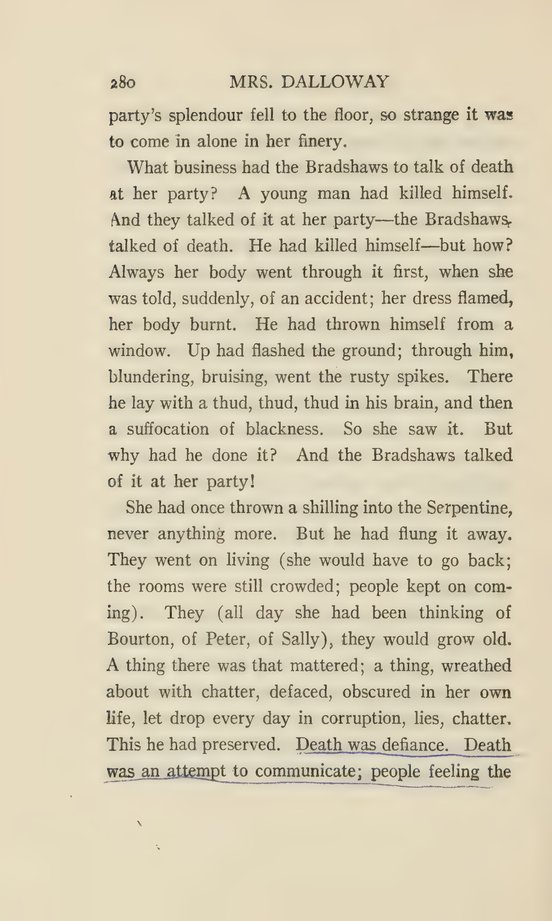 280 MRS. DALLOWAY
party's splendour fell to the floor, so strange it was
to come in alone in her finery.
What business had the Bradshaws to talk of death
at her party? A young man had killed himself.
And they talked of it at her party—the Bradshaws,
talked of death. He had killed himself—but how?
Always her body went through it first, when she
was told, suddenly, of an accident; her dress flamed,
her body burnt. He had thrown himself from a
window. Up had flashed the ground; through him,
blundering, bruising, went the rusty spikes. There
he lay with a thud, thud, thud in his brain, and then
a suffocation of blackness. So she saw it. But
why had he done it? And the Bradshaws talked
of it at her party!
She had once thrown a shilling into the Serpentine,
never anything more. But he had flung it away.
They went on living (she would have to go back;
the rooms were still crowded; people kept on com-
ing). They (all day she had been thinking of
Bourton, of Peter, of Sally), they would grow old.
A thing there was that mattered; a thing, wreathed
about with chatter, defaced, obscured in her own
life, let drop every day in corruption, lies, chatter.
This he had preserved. Death was defiance. Death
was an attempt to communicate; people feeling the